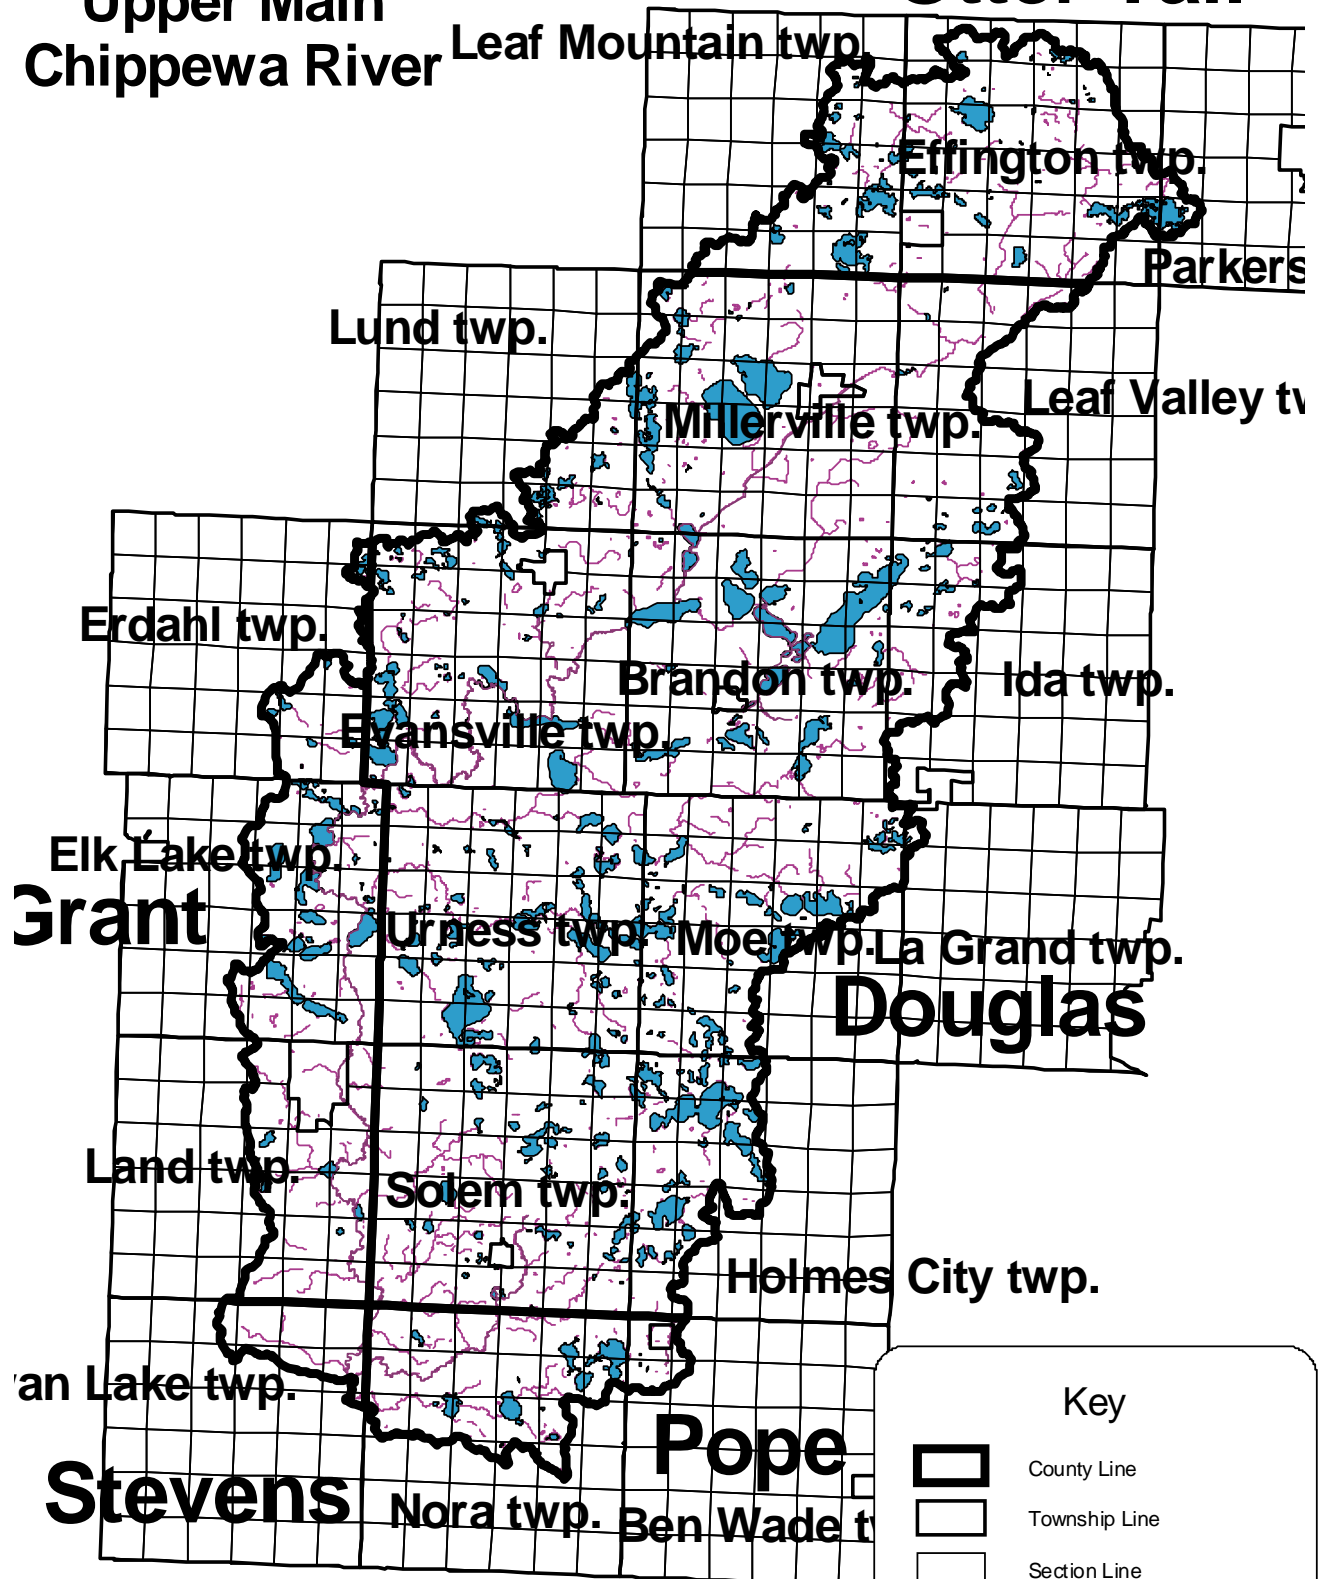 Upper Main
Chippewa River
Otter Tail
Leaf Mountain twp.
Effington twp.
Parkers
Lund twp.
Leaf Valley
Millerville twp.
Erdahl twp.
Brandon twp.
Ida twp.
Evansville twp.
Elk Lake twp.
Grant
Urness twp.
Moe twp.
La Grand twp.
Douglas
Land twp.
Solem twp.
Holmes City twp.
Lake twp.
Key
Pope
County Line
Stevens
Nora twp.
Ben Wade
Township Line
Section Line